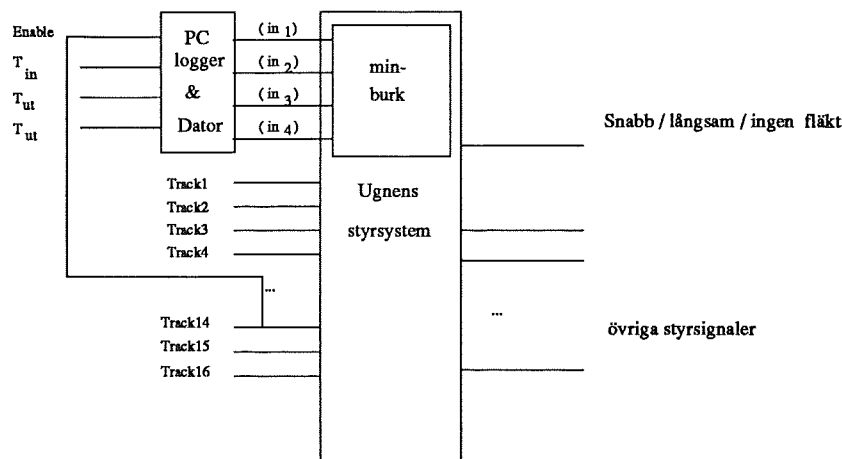 Enable
T in
T ut
T ut
PC
logger
&
Dator
(in 1)
(in 2)
(in 3)
(in 4)
min-
burk
Snabb / långsam / ingen fläkt
Track1
Track2
Track3
Track4
Ugnens
styrsystem
...
Track14
Track15
Track16
...
övriga styrsignaler